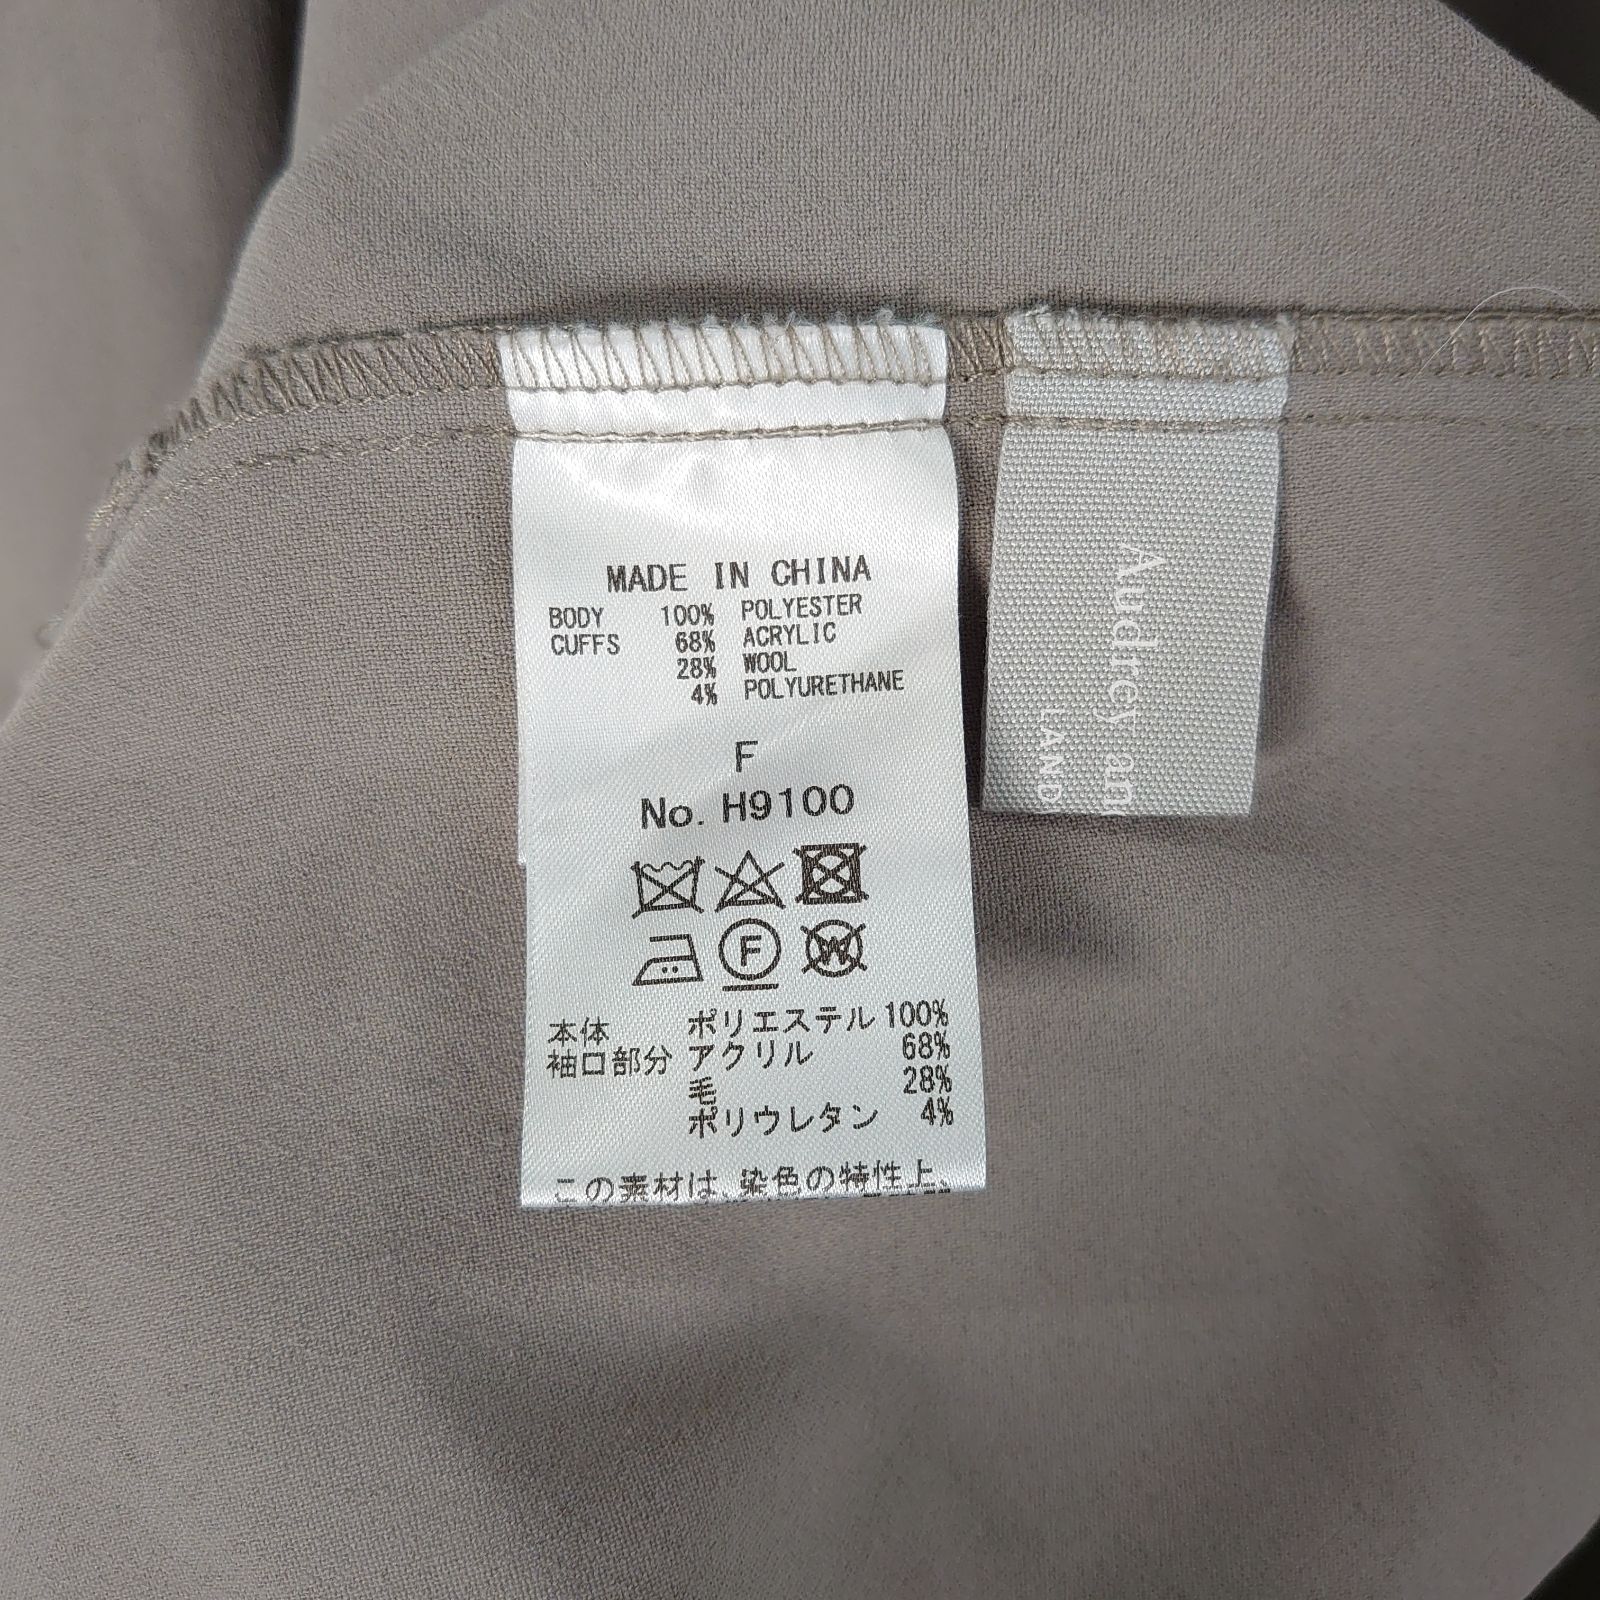 MADE IN CHINA
BODY 100% POLYESTER
CUFFS 68% ACRYLIC
28% WOOL
4% POLYURETHANE
F
No. H9100
F
W
本体 ポリエステル 100%
袖口部分 アクリル 68%
毛 28%
ポリウレタン 4%
この素材は、染色の特性上、
Audrey an
LAND